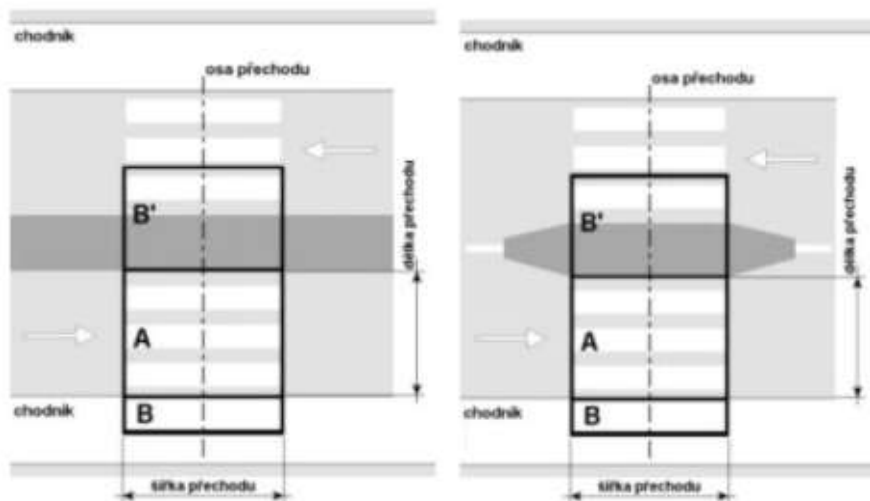 chodník
osa přechodu
B'
délka přechodu
A
chodník
B
šířka přechodu
chodník
osa přechodu
B'
délka přechodu
A
chodník
B
šířka přechodu